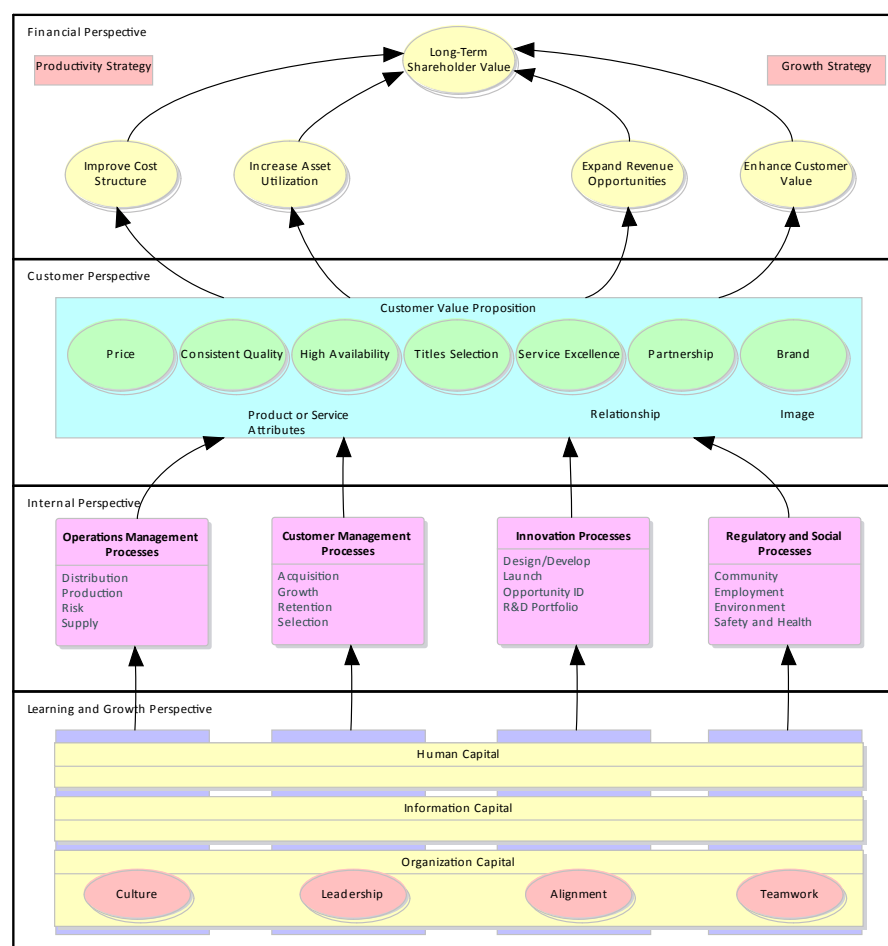 Financial Perspective
Long-Term
Shareholder Value
Productivity Strategy
Growth Strategy
Improve Cost
Structure
Increase Asset
Utilization
Expand Revenue
Opportunities
Enhance Customer
Value
Customer Perspective
Customer Value Proposition
Price
Consistent Quality
High Availability
Titles Selection
Service Excellence
Partnership
Brand
Product or Service
Attributes
Relationship
Image
Internal Perspective
Operations Management
Processes
Distribution
Production
Risk
Supply
Customer Management
Processes
Acquisition
Growth
Retention
Selection
Innovation Processes
Design/Develop
Launch
Opportunity ID
R&D Portfolio
Regulatory and Social
Processes
Community
Employment
Environment
Safety and Health
Learning and Growth Perspective
Human Capital
Information Capital
Organization Capital
Culture
Leadership
Alignment
Teamwork